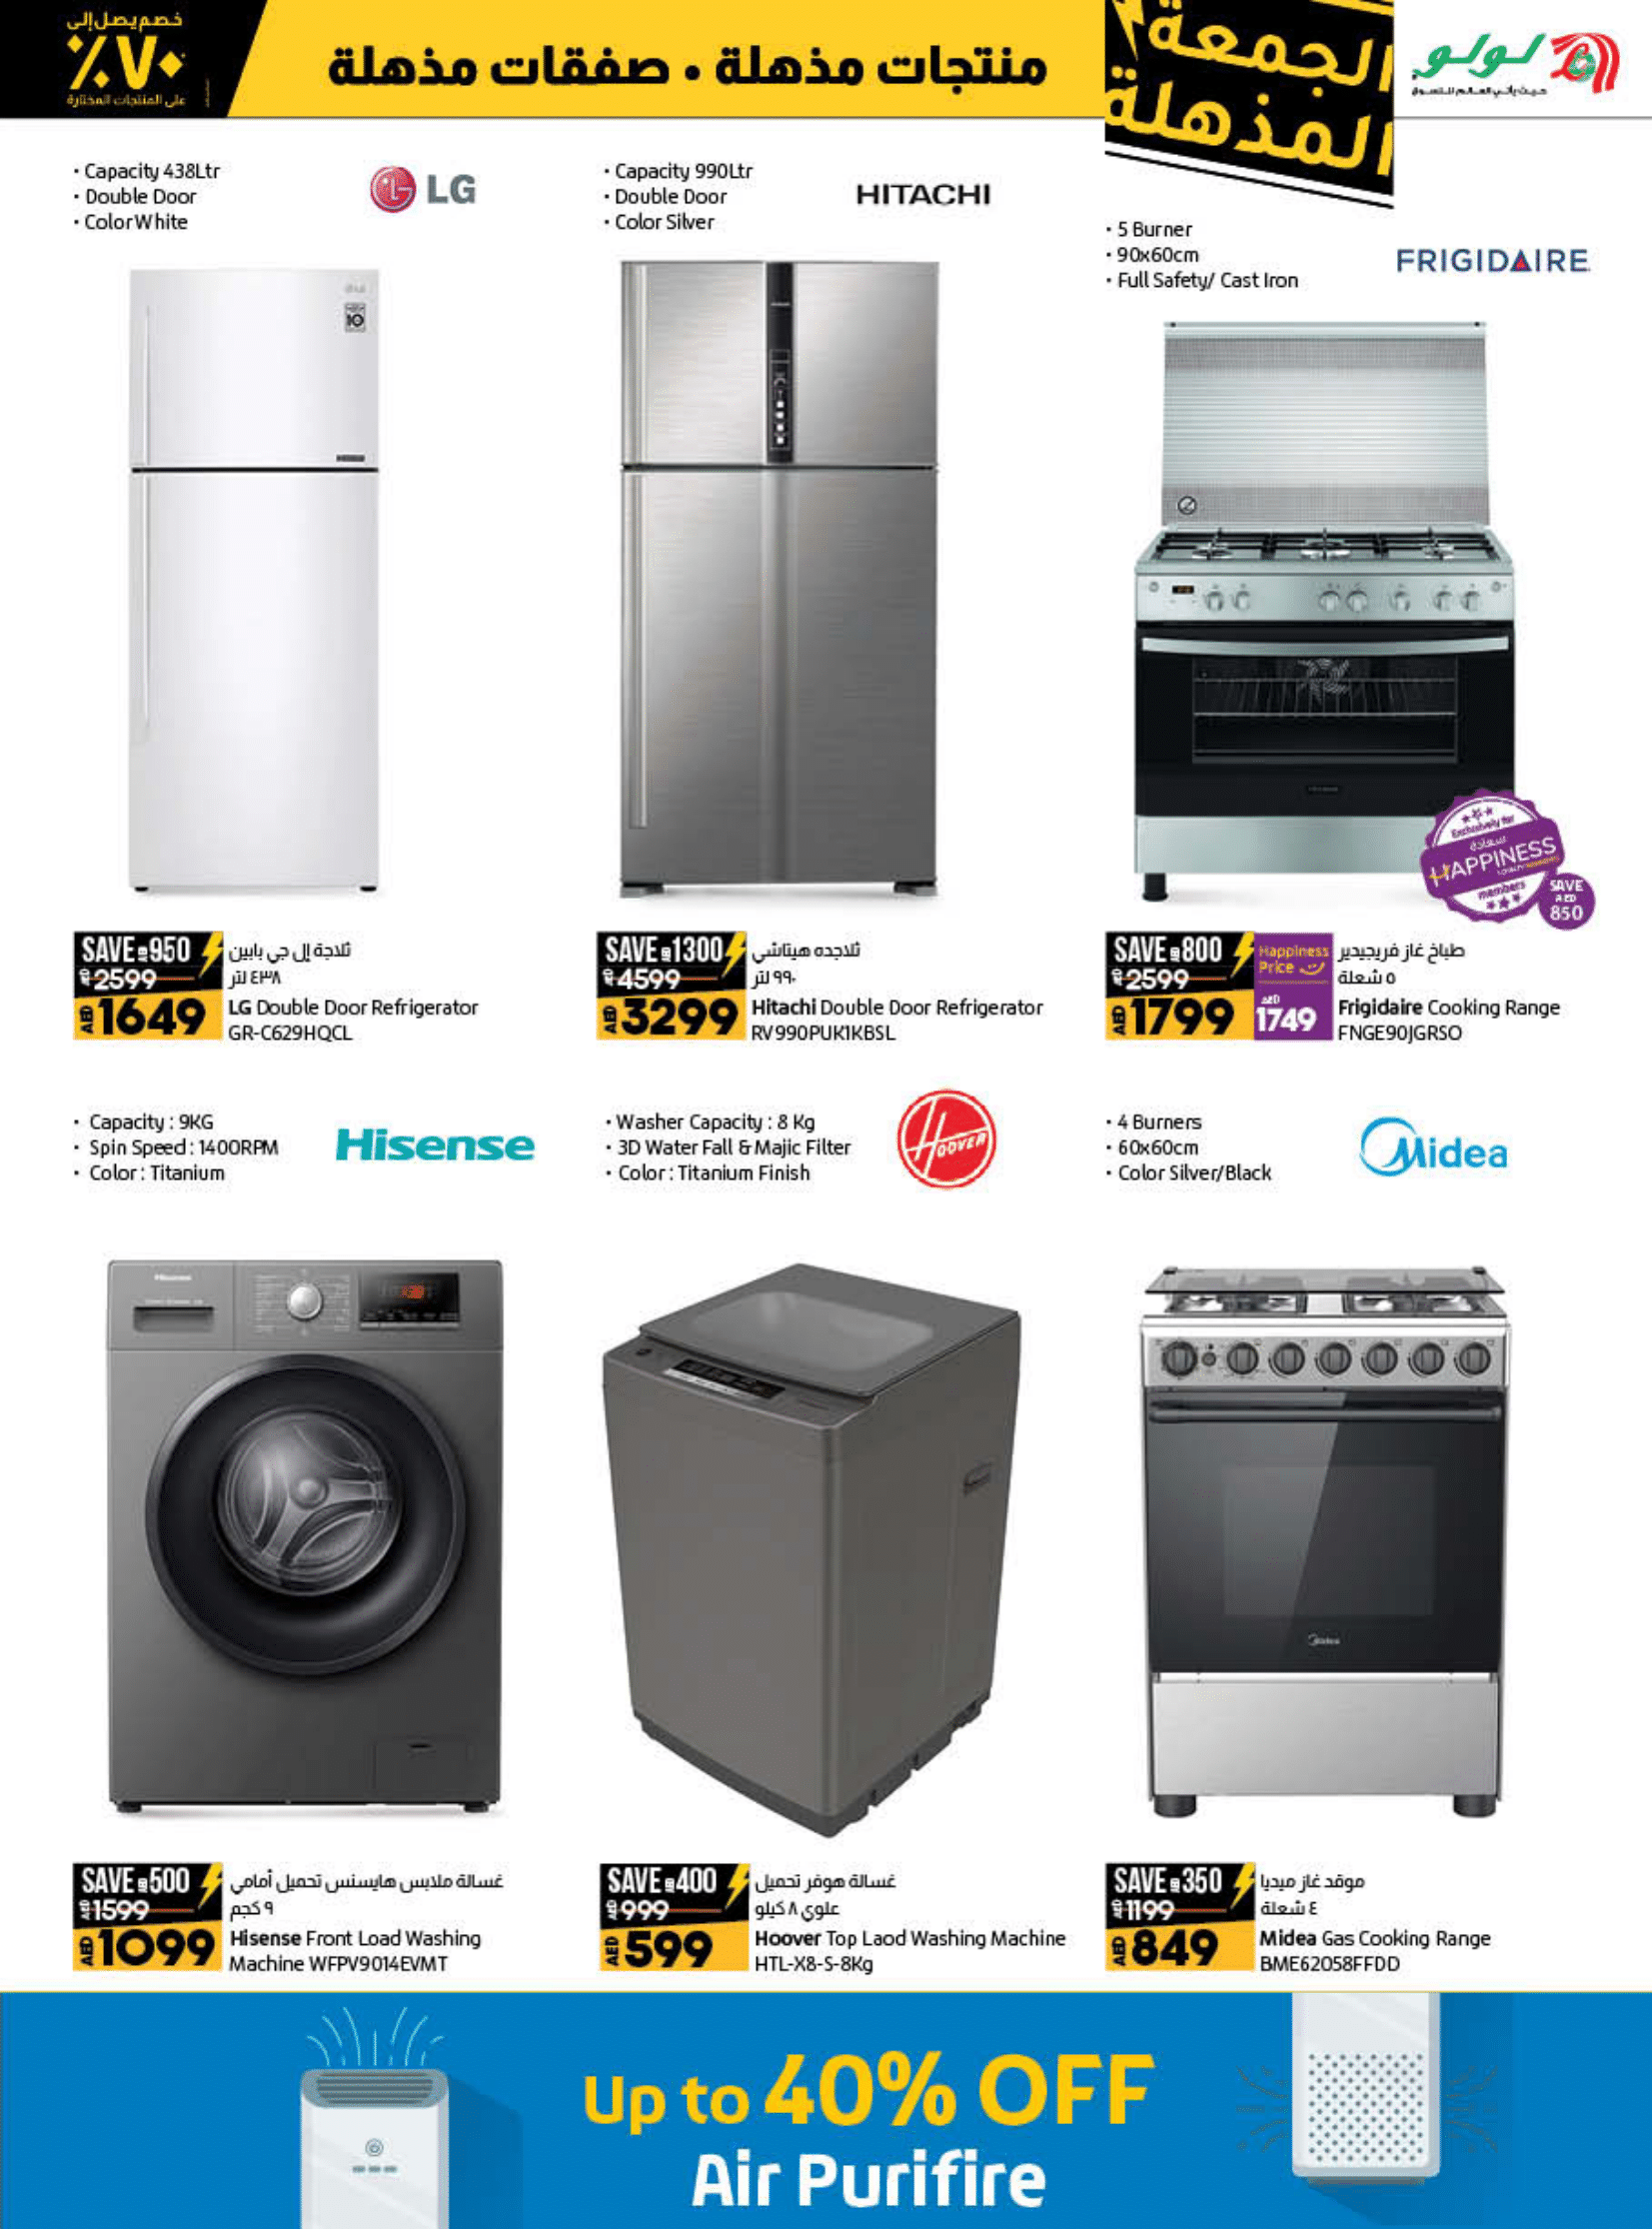 خصم يصل إلى
٪٧٠
على المنتجات المختارة
منتجات مذهلة • صفقات مذهلة
الجمعة
المذهلة
لولو
حيث يأتي العالم للتسوق
• Capacity 438Ltr
• Double Door
• Color White
LG
• Capacity 990Ltr
• Double Door
• Color Silver
HITACHI
• 5 Burner
• 90x60cm
• Full Safety/ Cast Iron
FRIGIDAIRE
Exclusively for
سعادة
HAPPINESS
members
SAVE
AED
850
SAVE AED 950
AED 2599
AED 1649
ثلاجة إل جي بابين
٤٣٨ لتر
LG Double Door Refrigerator
GR-C629HQCL
SAVE AED 1300
AED 4599
AED 3299
ثلاجده هيتاشي
٩٩٠ لتر
Hitachi Double Door Refrigerator
RV990PUK1KBSL
SAVE AED 800
AED 2599
AED 1799
Happiness
Price
AED
1749
طباخ غاز فريجيدير
٥ شعلة
Frigidaire Cooking Range
FNGE90JGRSO
• Capacity : 9KG
• Spin Speed : 1400RPM
• Color : Titanium
Hisense
• Washer Capacity : 8 Kg
• 3D Water Fall & Majic Filter
• Color : Titanium Finish
HOOVER
• 4 Burners
• 60x60cm
• Color Silver/Black
Midea
Hisense
Midea
SAVE AED 500
AED 1599
AED 1099
غسالة ملابس هايسنس تحميل أمامي
٩ كجم
Hisense Front Load Washing
Machine WFPV9014EVMT
SAVE AED 400
AED 999
AED 599
غسالة هوفر تحميل
علوي ٨ كيلو
Hoover Top Laod Washing Machine
HTL-X8-S-8Kg
SAVE AED 350
AED 1199
AED 849
موقد غاز ميديا
٤ شعلة
Midea Gas Cooking Range
BME62058FFDD
Up to 40% OFF
Air Purifire